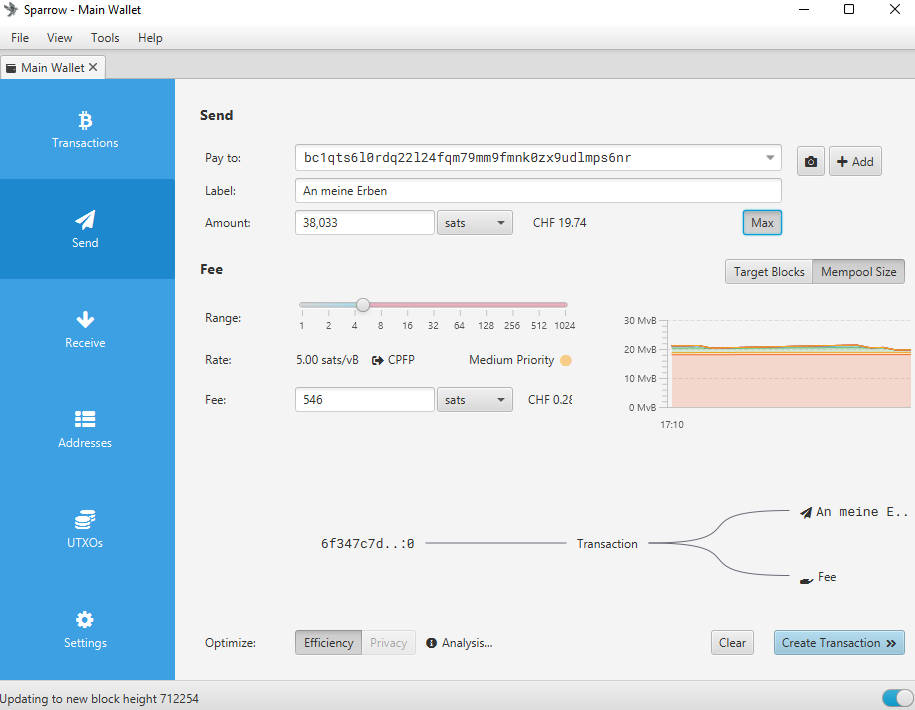 Sparrow - Main Wallet
File View Tools Help
Main Wallet
Transactions
Send
Receive
Addresses
UTXOs
Settings
Send
Pay to: bc1qts6l0rdq22l24fqm79mm9fmnk0zx9udlmps6nr Add
Label: An meine Erben
Amount: 38,033 sats CHF 19.74 Max
Fee
Target Blocks Mempool Size
Range: 1 2 4 8 16 32 64 128 256 512 1024
Rate: 5.00 sats/vB CPFP Medium Priority
Fee: 546 sats CHF 0.28
30 MvB
20 MvB
10 MvB
0 MvB
17:10
6f347c7d..:0 Transaction
An meine E..
Fee
Optimize: Efficiency Privacy Analysis... Clear Create Transaction
Updating to new block height 712254